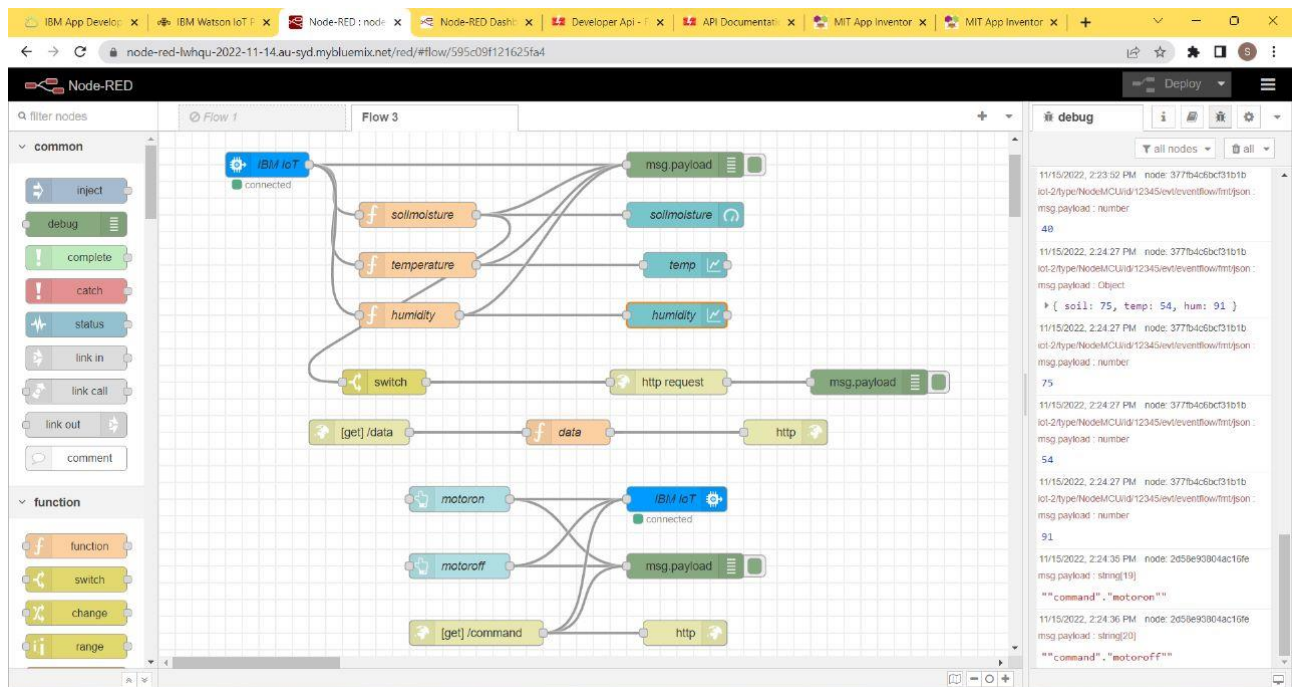 IBM App Develop
IBM Watson IoT P
Node-RED : node
Node-RED Dash
Developer Api - F
API Documentati
MIT App Inventor
MIT App Inventor
node-red-lwhqu-2022-11-14.au-syd.mybluemix.net/red/#flow/595c09f121625fa4
S
Node-RED
Deploy
filter nodes
Flow 1
Flow 3
debug
i
all nodes
all
common
inject
debug
complete
catch
status
link in
link call
link out
comment
function
function
switch
change
range
IBM IoT
connected
msg.payload
soilmoisture
soilmoisture
temperature
temp
humidity
humidity
switch
http request
msg.payload
[get] /data
data
http
motoron
IBM IoT
connected
motoroff
msg.payload
[get] /command
http
11/15/2022, 2:23:52 PM node: 377fb4c6bcf31b1b
iot-2/type/NodeMCU/id/12345/evt/eventflow/fmt/json :
msg.payload : number
40
11/15/2022, 2:24:27 PM node: 377fb4c6bcf31b1b
iot-2/type/NodeMCU/id/12345/evt/eventflow/fmt/json :
msg.payload : Object
{ soil: 75, temp: 54, hum: 91 }
11/15/2022, 2:24:27 PM node: 377fb4c6bcf31b1b
iot-2/type/NodeMCU/id/12345/evt/eventflow/fmt/json :
msg.payload : number
75
11/15/2022, 2:24:27 PM node: 377fb4c6bcf31b1b
iot-2/type/NodeMCU/id/12345/evt/eventflow/fmt/json :
msg.payload : number
54
11/15/2022, 2:24:27 PM node: 377fb4c6bcf31b1b
iot-2/type/NodeMCU/id/12345/evt/eventflow/fmt/json :
msg.payload : number
91
11/15/2022, 2:24:35 PM node: 2d58e93804ac16fe
msg.payload : string[19]
""command"."motoron""
11/15/2022, 2:24:36 PM node: 2d58e93804ac16fe
msg.payload : string[20]
""command"."motoroff""